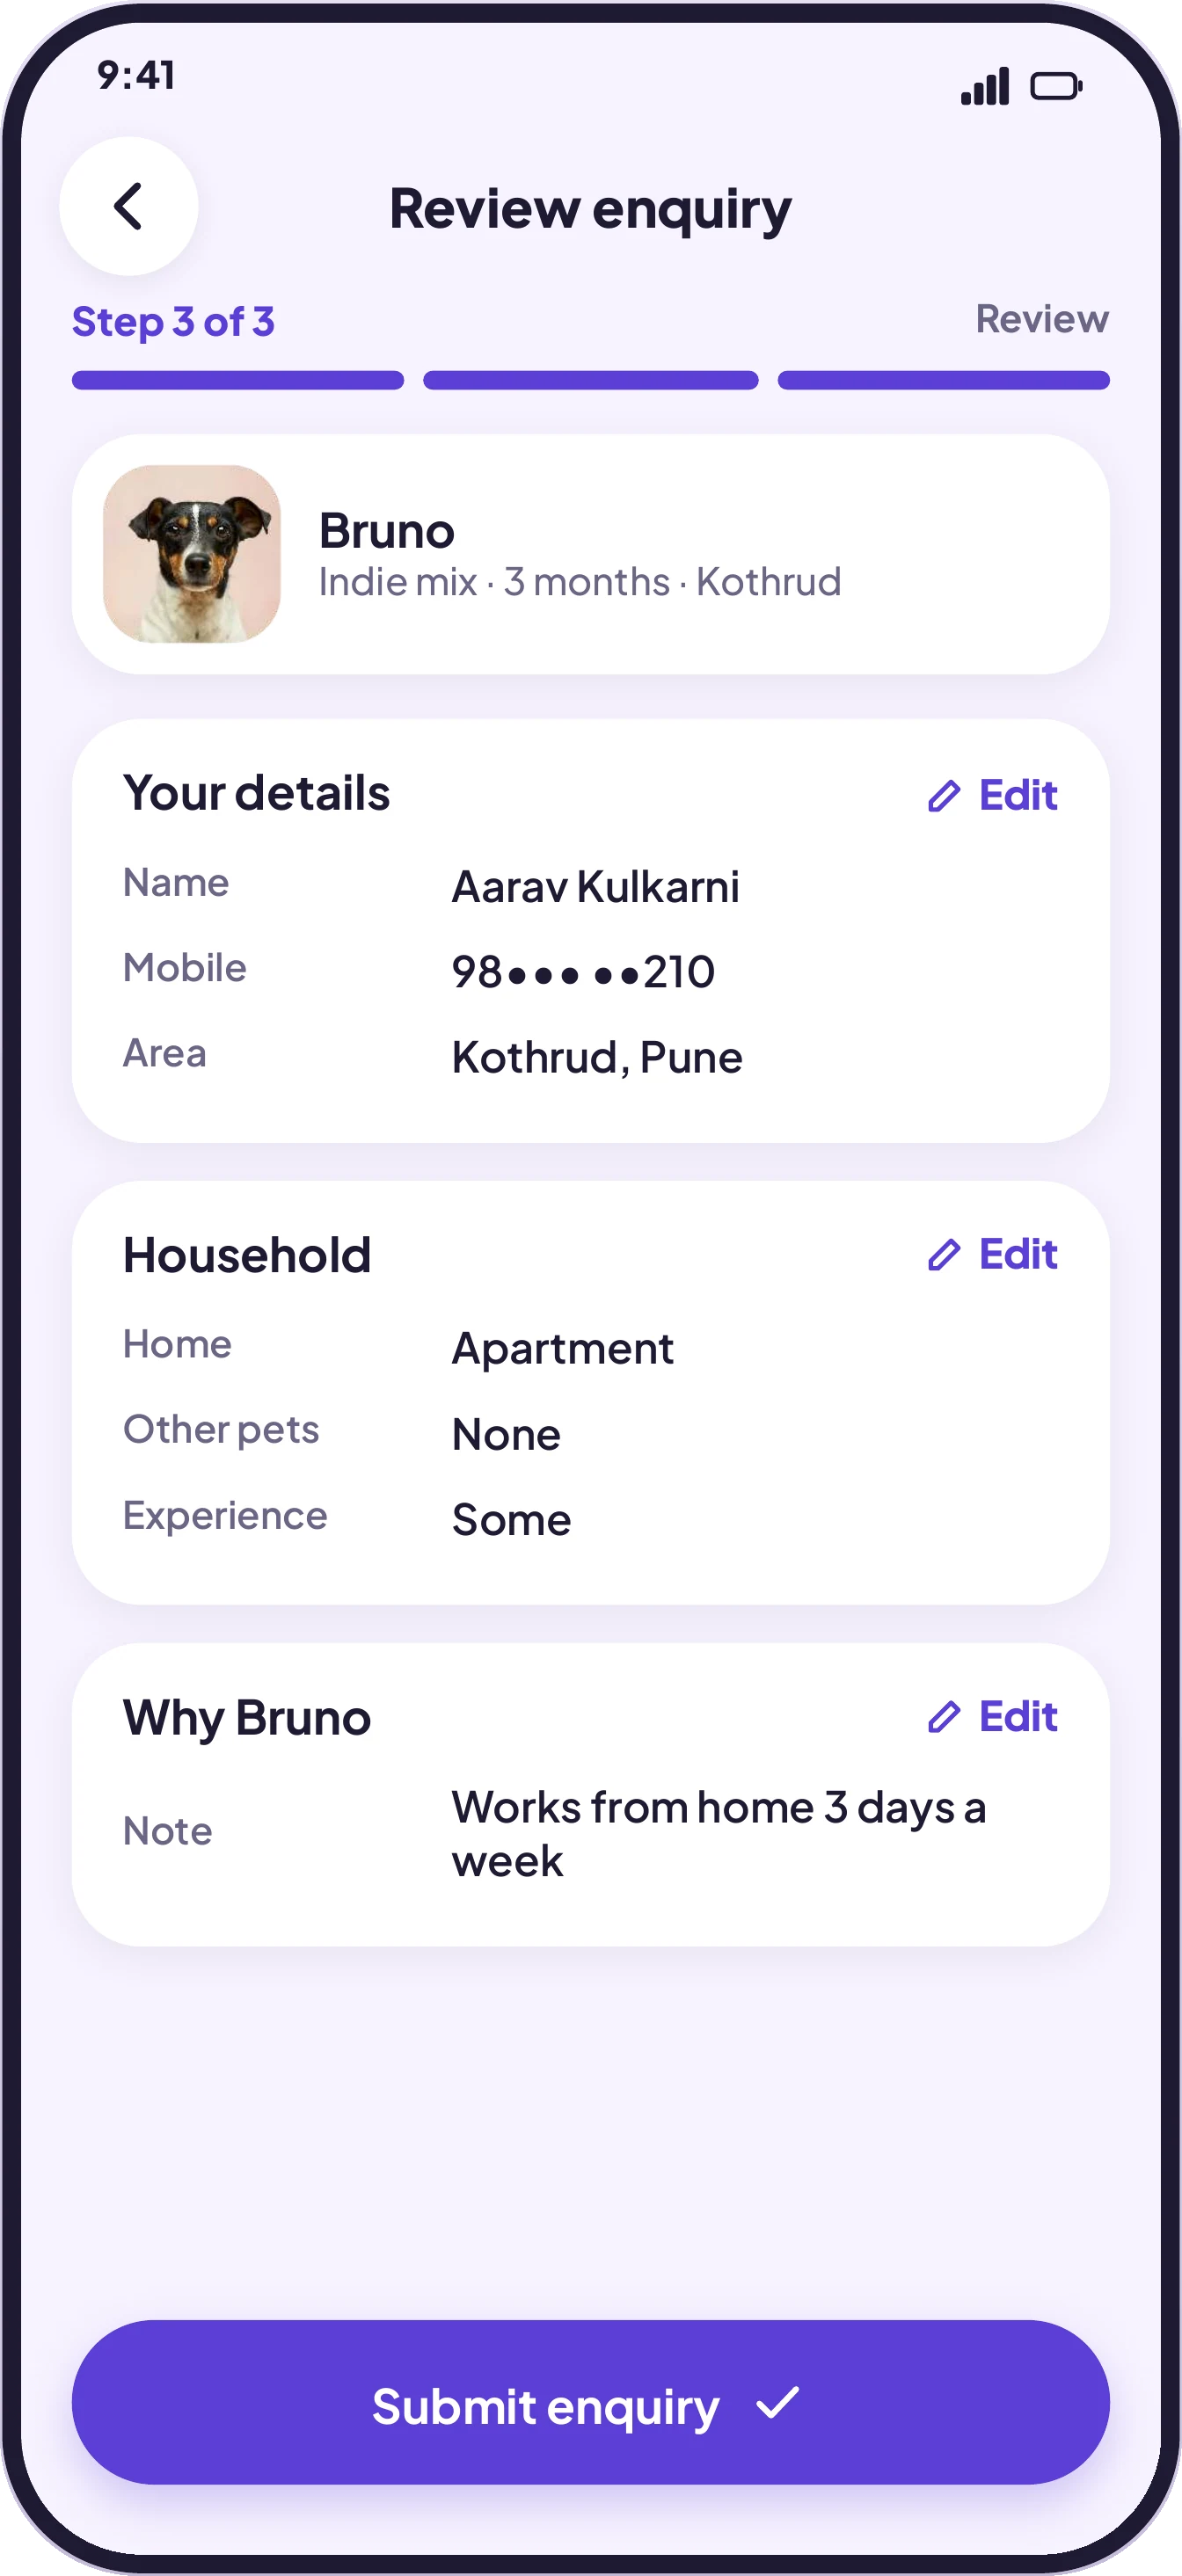 9:41
Review enquiry
Step 3 of 3
Review
Bruno
Indie mix · 3 months · Kothrud
Your details
Edit
Name
Aarav Kulkarni
Mobile
98••• ••210
Area
Kothrud, Pune
Household
Edit
Home
Apartment
Other pets
None
Experience
Some
Why Bruno
Edit
Note
Works from home 3 days a
week
Submit enquiry